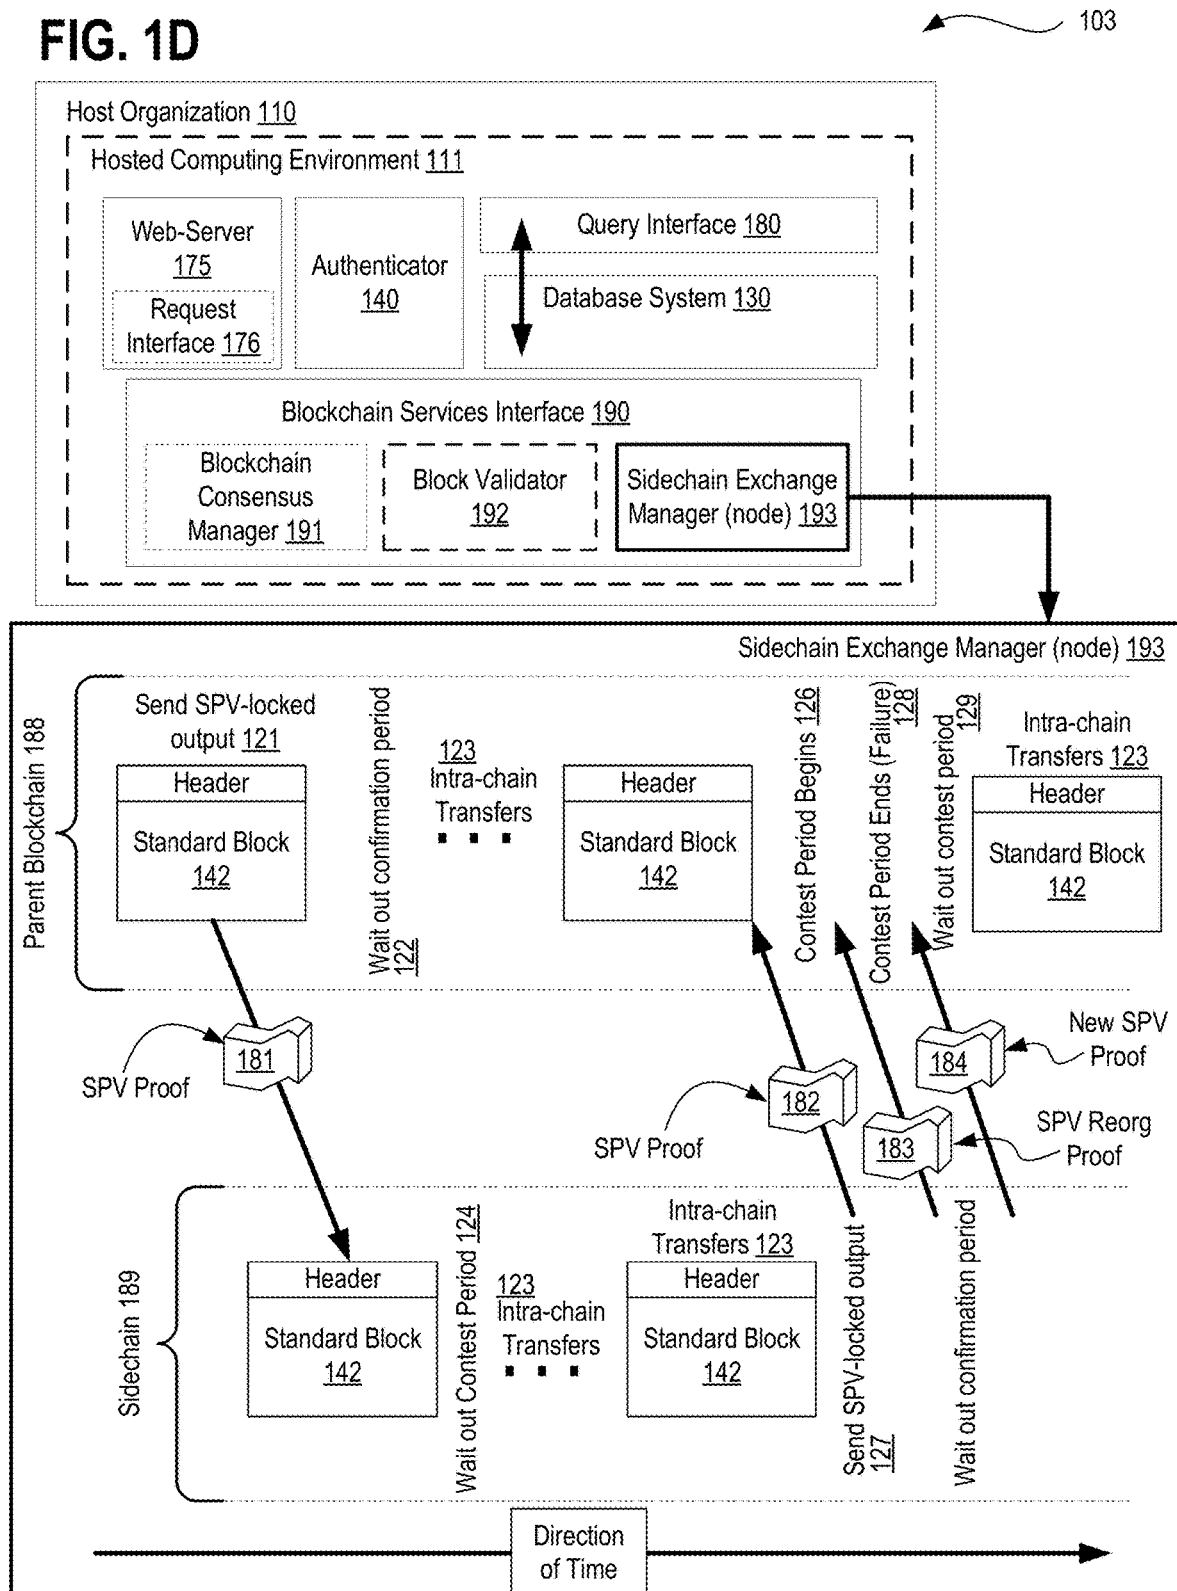 FIG. 1D
103
Host Organization 110
Hosted Computing Environment 111
Web-Server
175
Request
Interface 176
Authenticator
140
Query Interface 180
Database System 130
Blockchain Services Interface 190
Blockchain
Consensus
Manager 191
Block Validator
192
Sidechain Exchange
Manager (node) 193
Sidechain Exchange Manager (node) 193
Parent Blockchain 188
Send SPV-locked
output 121
Header
Standard Block
142
Wait out confirmation period
122
123
Intra-chain
Transfers
Header
Standard Block
142
Contest Period Begins 126
Contest Period Ends (Failure)
128
Wait out contest period
129
Intra-chain
Transfers 123
Header
Standard Block
142
SPV Proof
181
SPV Proof
182
183
184
New SPV
Proof
SPV Reorg
Proof
Sidechain 189
Header
Standard Block
142
Wait out Contest Period 124
123
Intra-chain
Transfers
Intra-chain
Transfers 123
Header
Standard Block
142
Send SPV-locked output
127
Wait out confirmation period
Direction
of Time